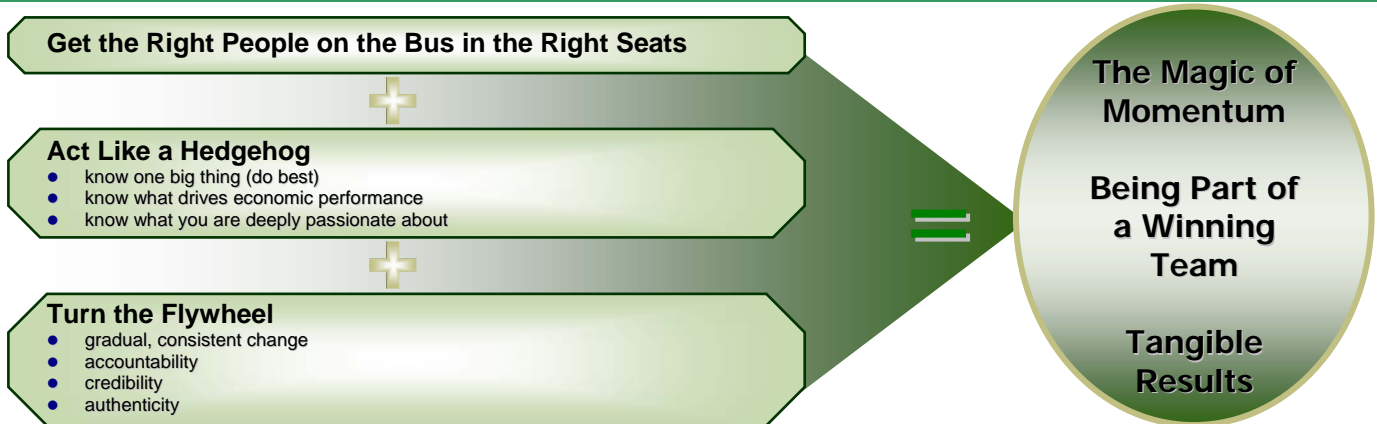 Get the Right People on the Bus in the Right Seats
+
Act Like a Hedgehog
● know one big thing (do best)
● know what drives economic performance
● know what you are deeply passionate about
+
Turn the Flywheel
● gradual, consistent change
● accountability
● credibility
● authenticity
=
The Magic of
Momentum
Being Part of
a Winning
Team
Tangible
Results